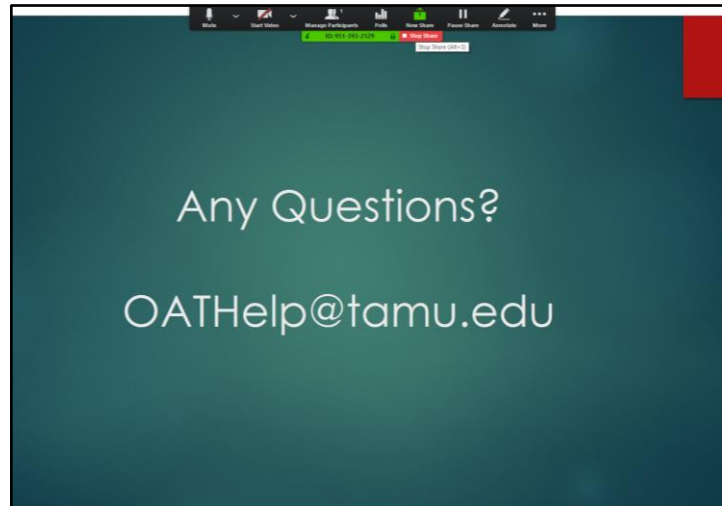 Mute
Start Video
Manage Participants
1
Polls
New Share
Pause Share
Annotate
More
Stop Share
Stop Share (Alt+S)
Any Questions?
OATHelp@tamu.edu